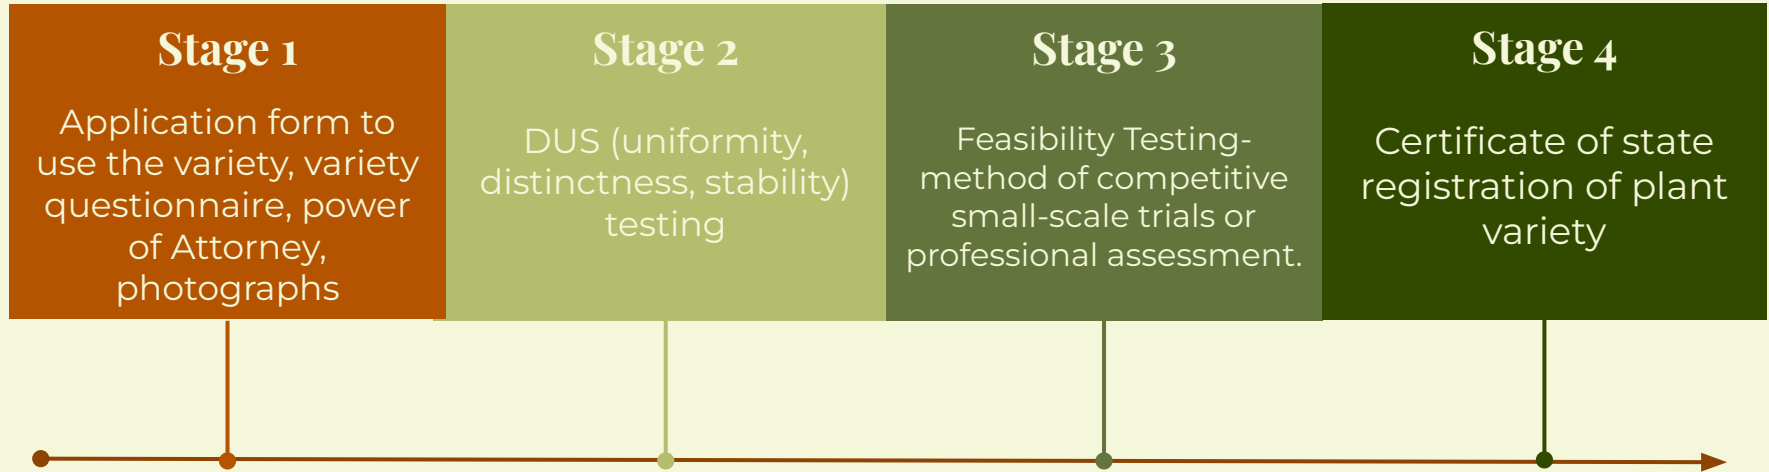 Stage 1
Application form to
use the variety, variety
questionnaire, power
of Attorney,
photographs
Stage 2
DUS (uniformity,
distinctness, stability)
testing
Stage 3
Feasibility Testing-
method of competitive
small-scale trials or
professional assessment.
Stage 4
Certificate of state
registration of plant
variety